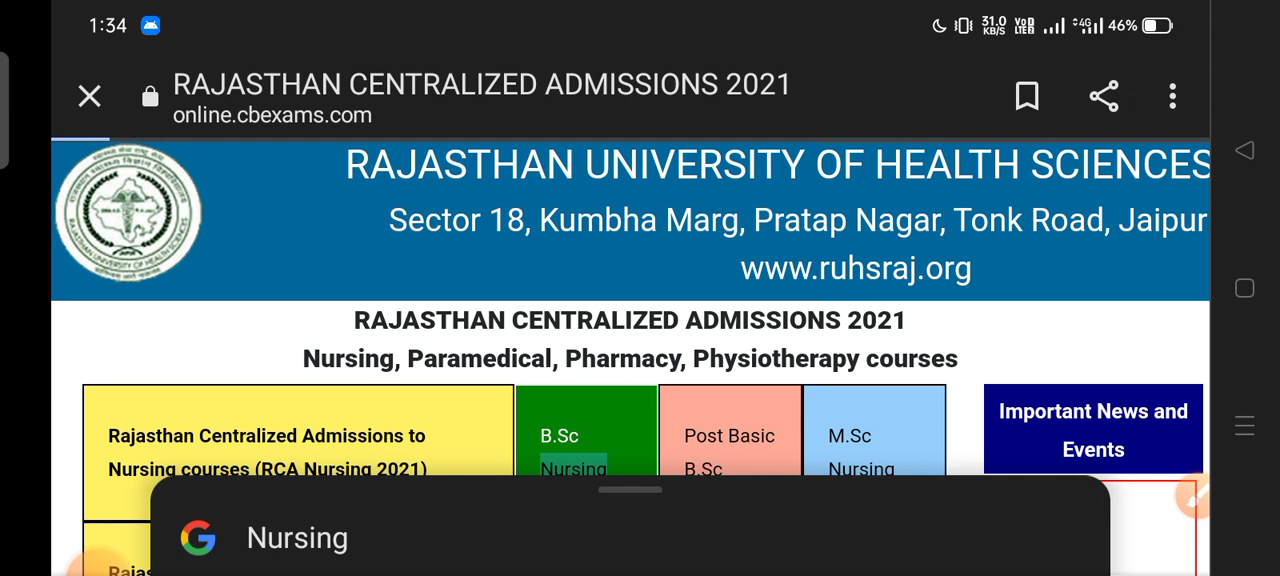 1:34
31.0 KB/S
VoD LTE2
4G
46%
RAJASTHAN CENTRALIZED ADMISSIONS 2021
online.cbexams.com
RAJASTHAN UNIVERSITY OF HEALTH SCIENCES
Sector 18, Kumbha Marg, Pratap Nagar, Tonk Road, Jaipur
www.ruhsraj.org
RAJASTHAN CENTRALIZED ADMISSIONS 2021
Nursing, Paramedical, Pharmacy, Physiotherapy courses
Rajasthan Centralized Admissions to
Nursing courses (RCA Nursing 2021)
B.Sc
Nursing
Post Basic
B.Sc
M.Sc
Nursing
Important News and
Events
Nursing